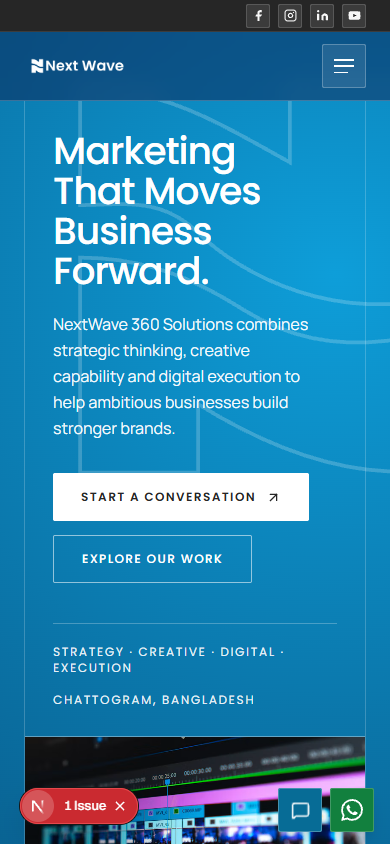 Next Wave
Marketing
That Moves
Business
Forward.
NextWave 360 Solutions combines
strategic thinking, creative
capability and digital execution to
help ambitious businesses build
stronger brands.
START A CONVERSATION
EXPLORE OUR WORK
STRATEGY · CREATIVE · DIGITAL ·
EXECUTION
CHATTOGRAM, BANGLADESH
1 Issue